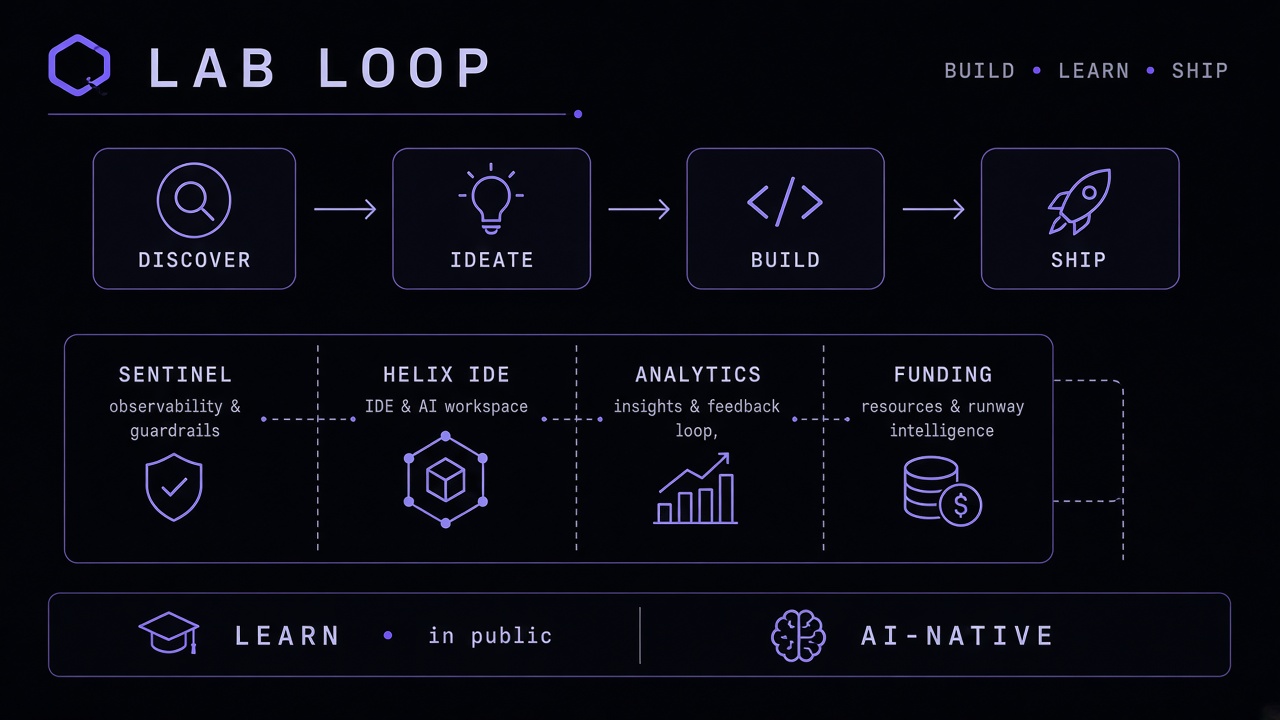 LAB LOOP
BUILD • LEARN • SHIP
DISCOVER
IDEATE
BUILD
SHIP
SENTINEL
observability &
guardrails
HELIX IDE
IDE & AI workspace
ANALYTICS
insights & feedback
loop,
FUNDING
resources & runway
intelligence
$
LEARN • in public
AI-NATIVE